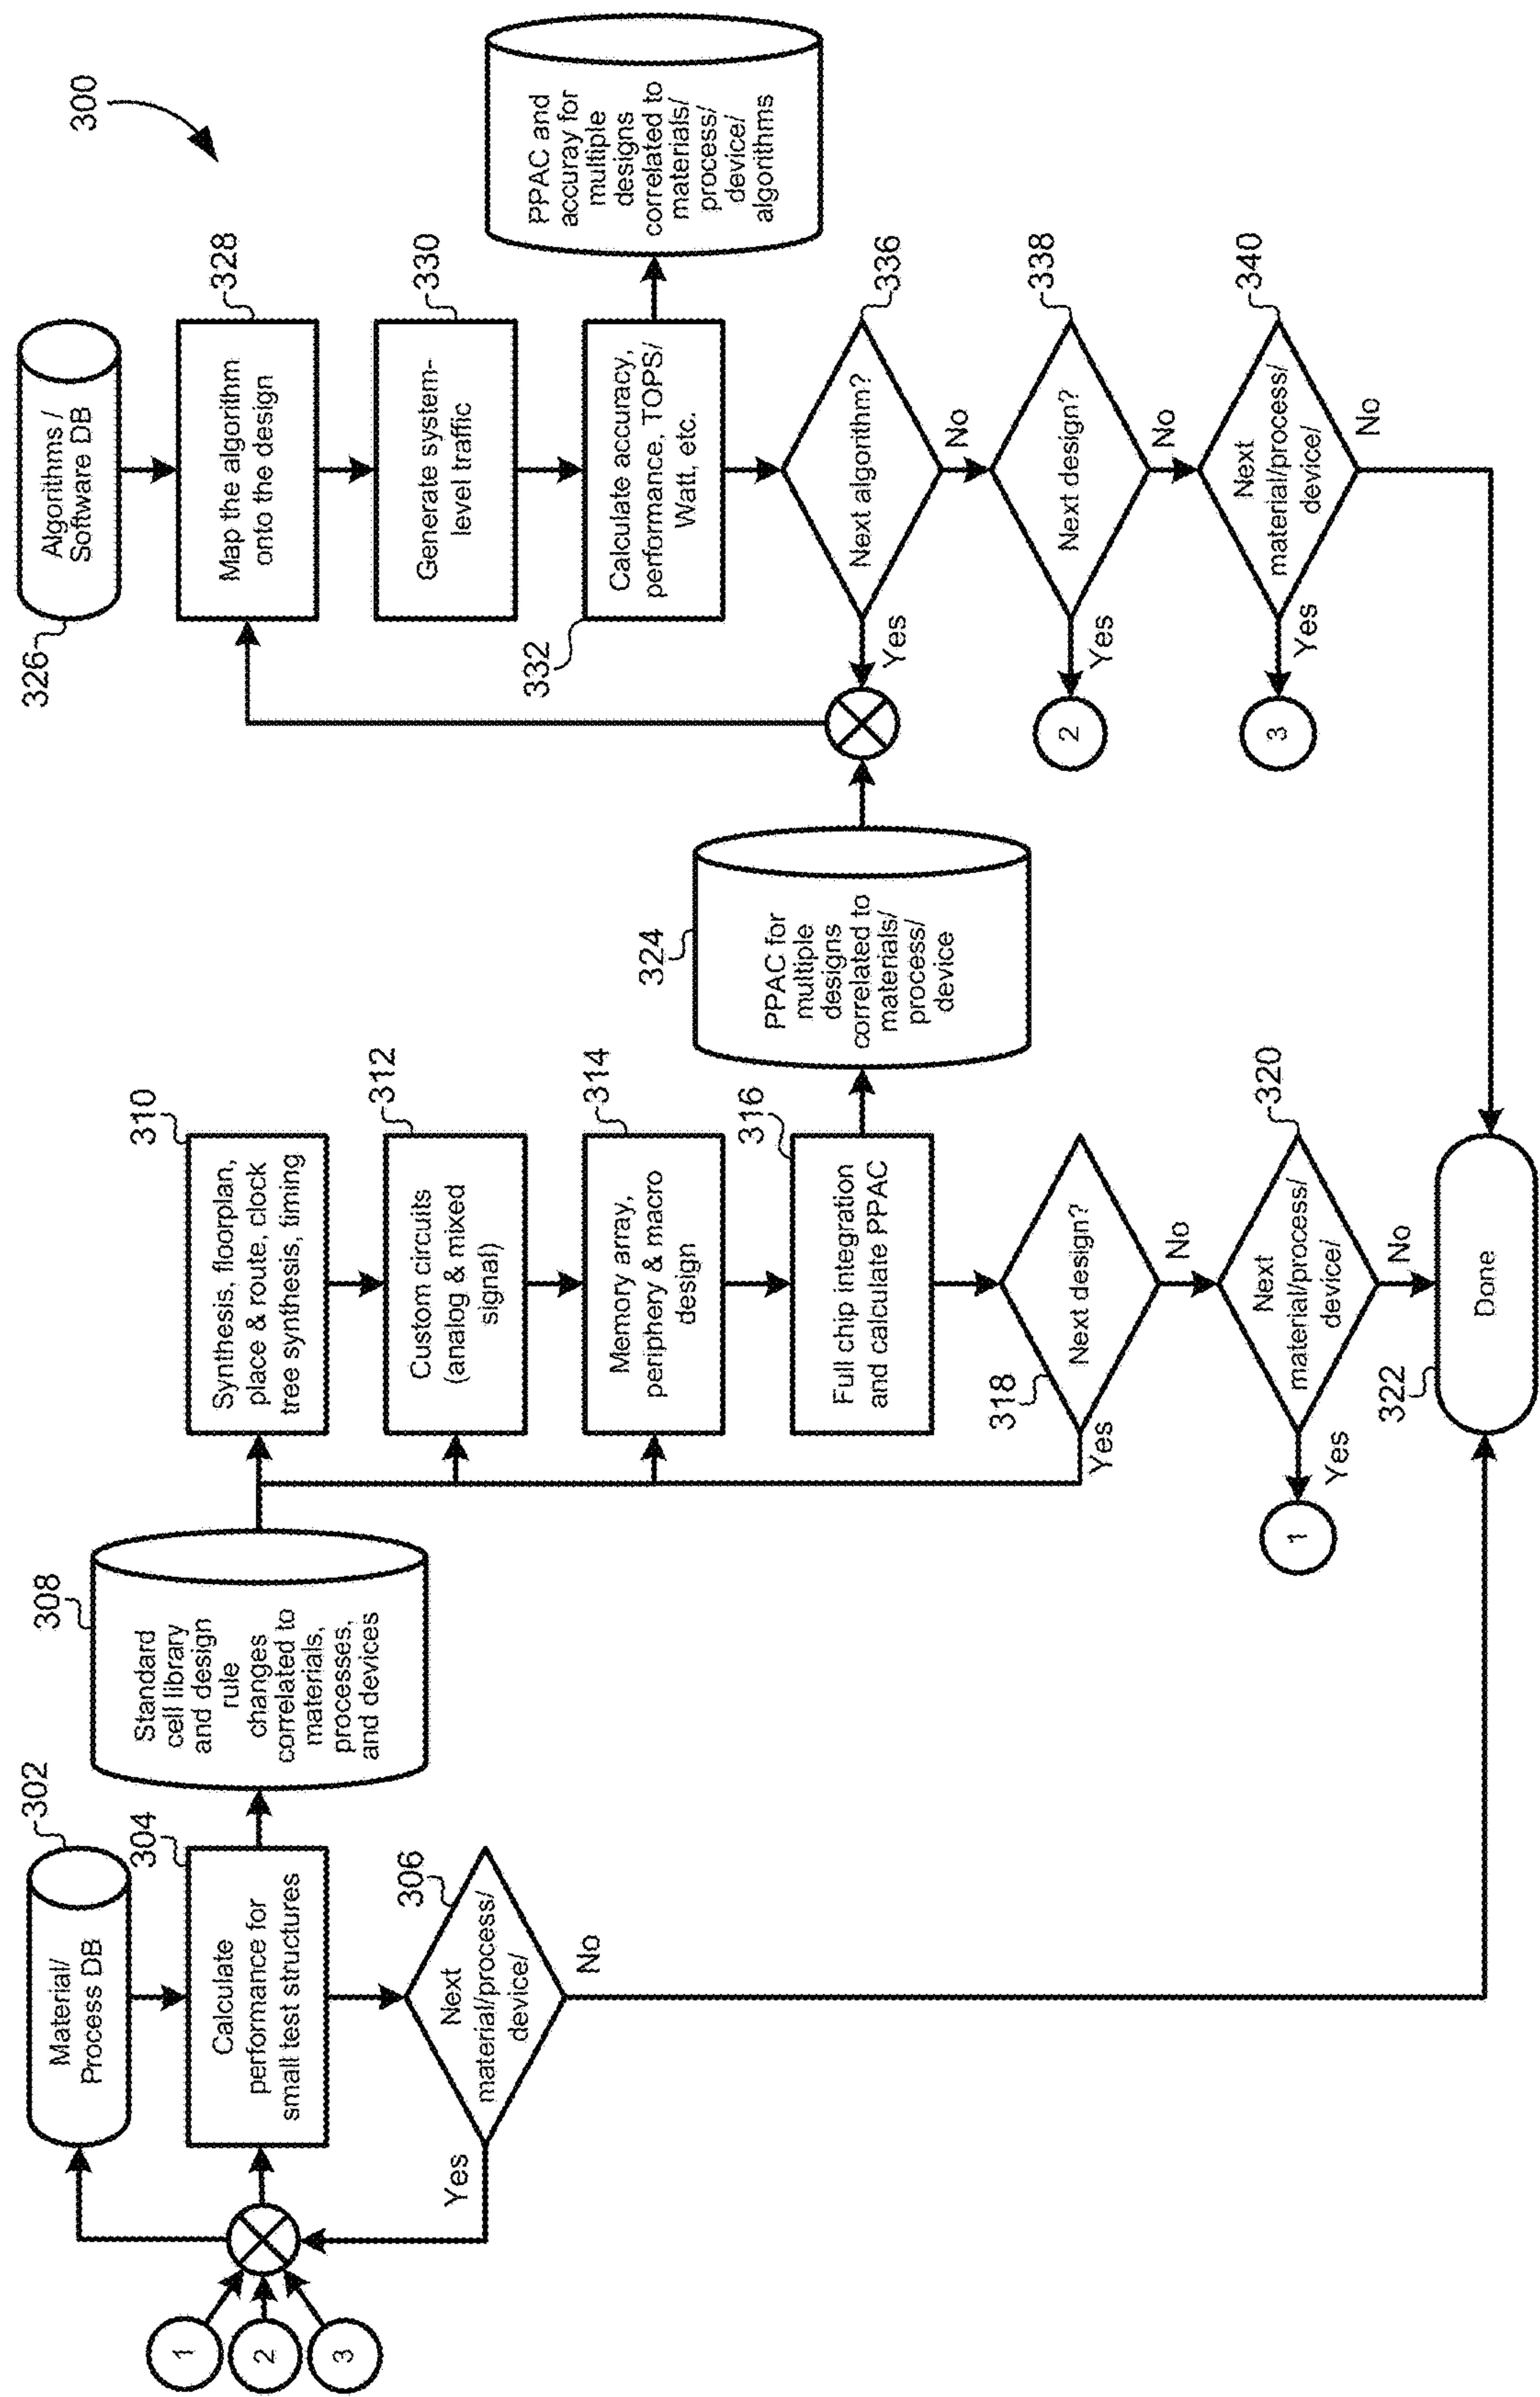 300
302
Material/
Process DB
304
Calculate
performance for
small test structures
1
2
3
306
Next
material/process/
device/
Yes
No
308
Standard
cell library
and design
rule
changes
correlated to
materials,
processes,
and devices
310
Synthesis, floorplan,
place & route, clock
tree synthesis, timing
312
Custom circuits
(analog & mixed
signal)
314
Memory array,
periphery & macro
design
316
Full chip integration
and calculate PPAC
318
Next design?
Yes
No
320
Next
material/process/
device/
Yes
No
1
322
Done
324
PPAC for
multiple
designs
correlated to
materials/
process/
device
326
Algorithms /
Software DB
328
Map the algorithm
onto the design
330
Generate system-
level traffic
332
Calculate accuracy,
performance, TOPS/
Watt, etc.
PPAC and
accuray for
multiple
designs
correlated to
materials/
process/
device/
algorithms
336
Next algorithm?
Yes
No
338
Next design?
Yes
No
2
340
Next
material/process/
device/
Yes
No
3